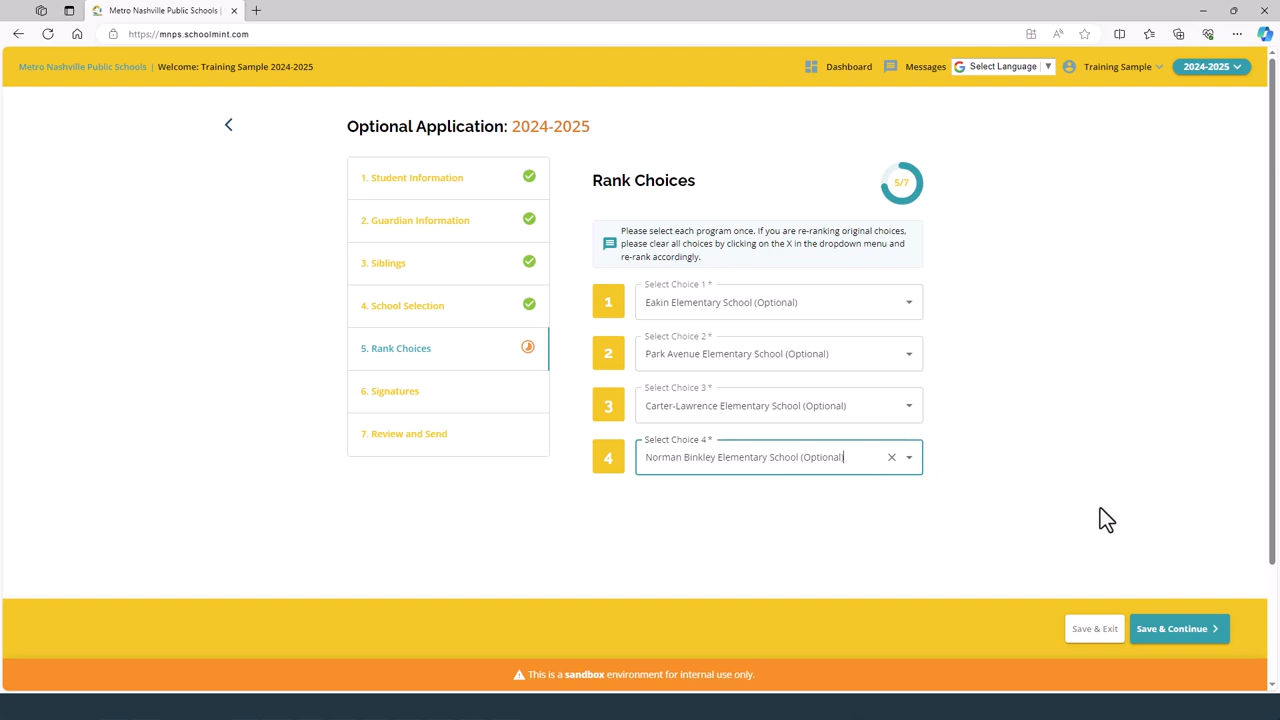 Metro Nashville Public Schools |
https://mnps.schoolmint.com
Metro Nashville Public Schools | Welcome: Training Sample 2024-2025
Dashboard
Messages
Select Language
Training Sample
2024-2025
Optional Application: 2024-2025
1. Student Information
2. Guardian Information
3. Siblings
4. School Selection
5. Rank Choices
6. Signatures
7. Review and Send
Rank Choices
5/7
Please select each program once. If you are re-ranking original choices,
please clear all choices by clicking on the X in the dropdown menu and
re-rank accordingly.
Select Choice 1 *
1 Eakin Elementary School (Optional)
Select Choice 2 *
2 Park Avenue Elementary School (Optional)
Select Choice 3 *
3 Carter-Lawrence Elementary School (Optional)
Select Choice 4 *
4 Norman Binkley Elementary School (Optional)
Save & Exit
Save & Continue
This is a sandbox environment for internal use only.